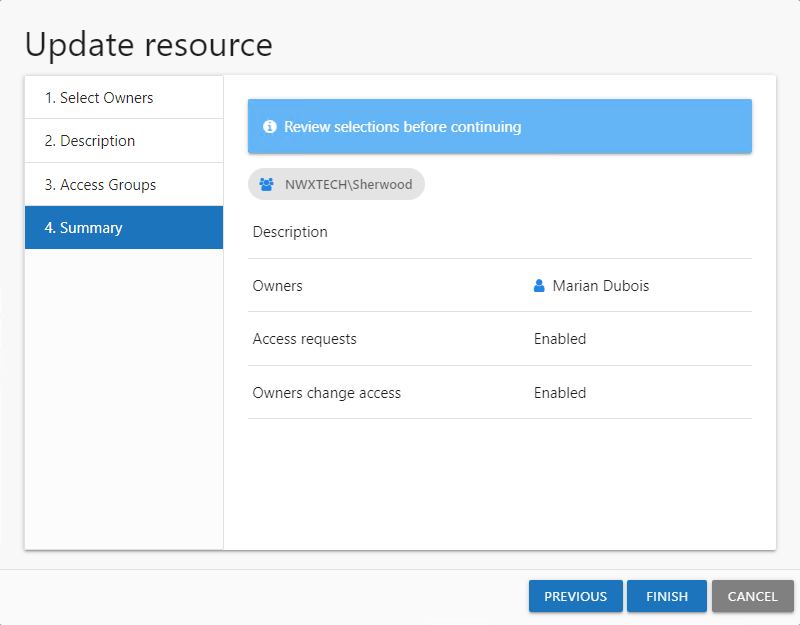 Update resource
1. Select Owners
2. Description
3. Access Groups
4. Summary
Review selections before continuing
NWXTECH\Sherwood
Description
Owners Marian Dubois
Access requests Enabled
Owners change access Enabled
PREVIOUS FINISH CANCEL